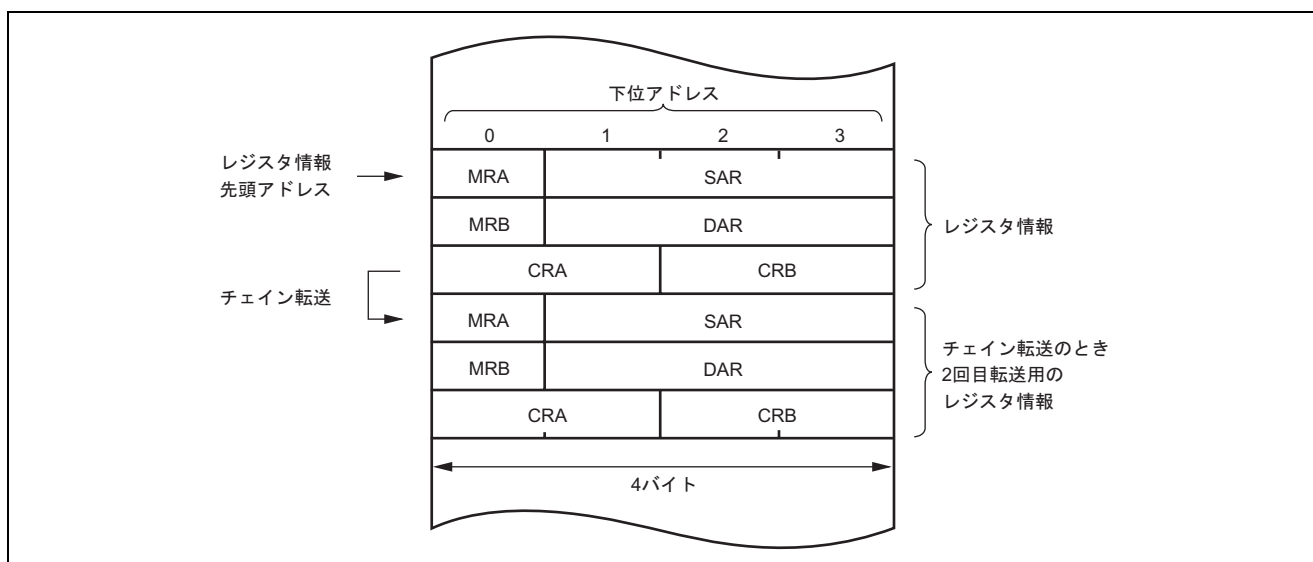 下位アドレス
0 1 2 3
レジスタ情報
先頭アドレス
MRA SAR
MRB DAR
レジスタ情報
CRA CRB
チェイン転送
MRA SAR
MRB DAR
チェイン転送のとき
2回目転送用の
レジスタ情報
CRA CRB
4バイト